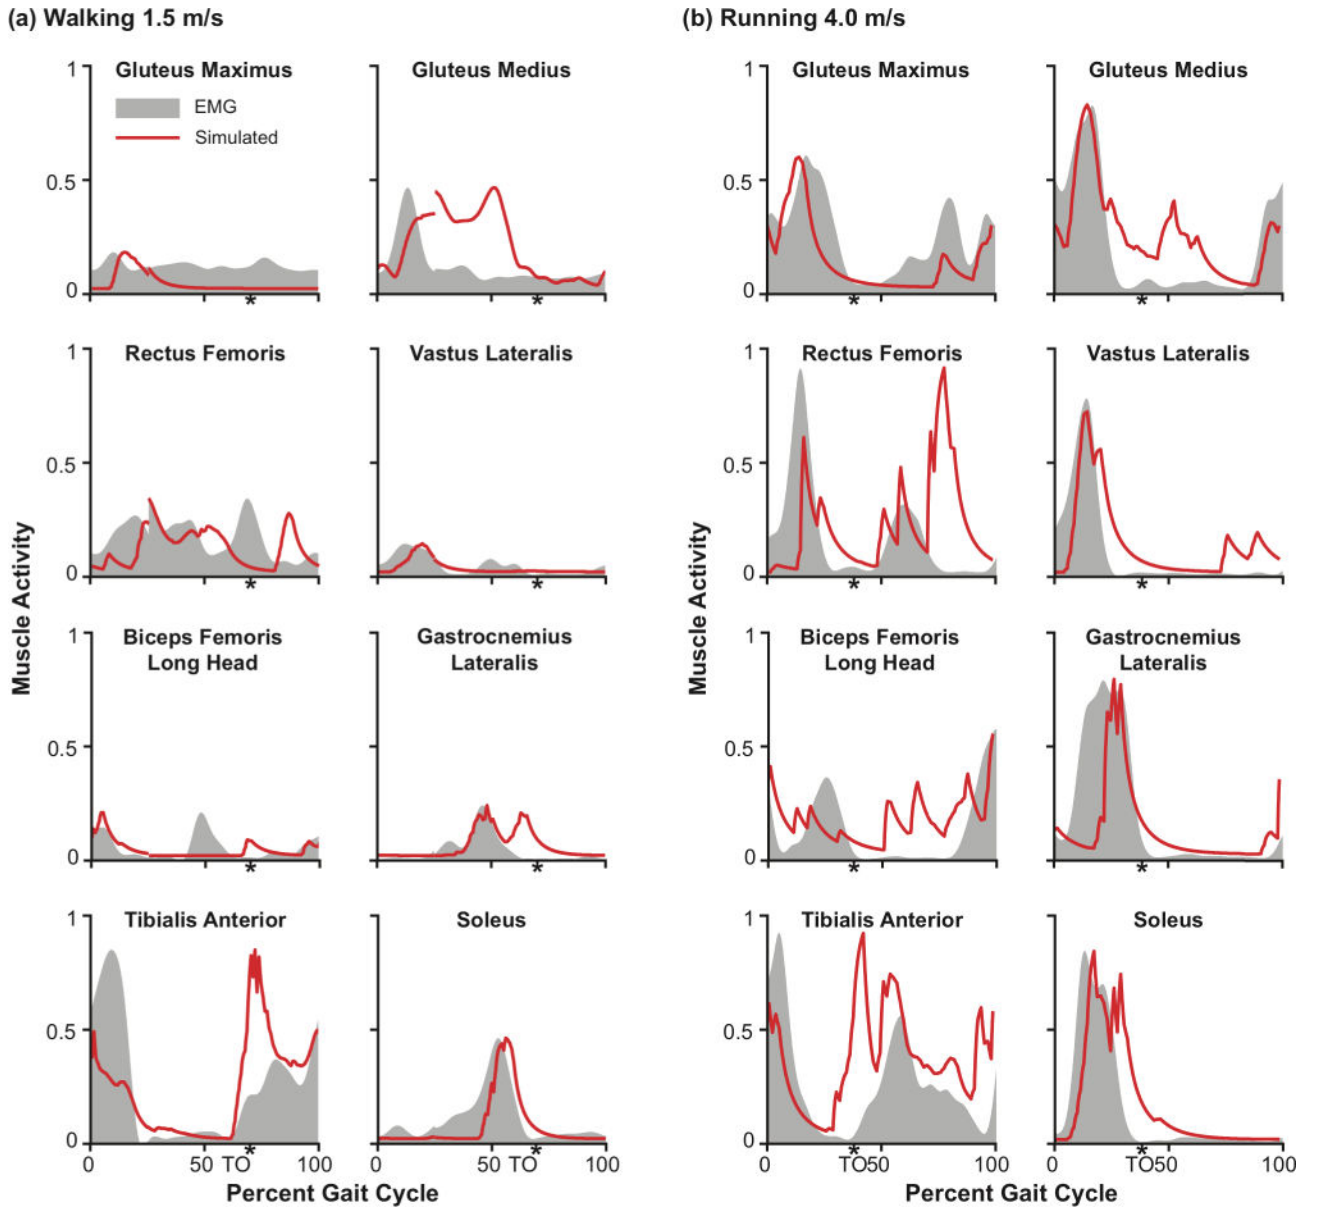 (a) Walking 1.5 m/s
(b) Running 4.0 m/s
1
Gluteus Maximus
EMG
Simulated
0.5
0
*
Gluteus Medius
*
1
Gluteus Maximus
0.5
0
*
Gluteus Medius
*
1
Rectus Femoris
0.5
0
*
Vastus Lateralis
*
1
Rectus Femoris
0.5
0
*
Vastus Lateralis
*
Muscle Activity
Muscle Activity
1
Biceps Femoris
Long Head
0.5
0
*
Gastrocnemius
Lateralis
*
1
Biceps Femoris
Long Head
0.5
0
*
Gastrocnemius
Lateralis
*
1
Tibialis Anterior
0.5
0
*
0 50 TO 100
Soleus
*
0 50 TO 100
Percent Gait Cycle
1
Tibialis Anterior
0.5
0
*
0 TO50 100
Soleus
*
0 TO50 100
Percent Gait Cycle